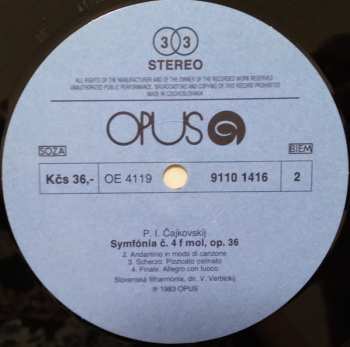 33
STEREO
ALL RIGHTS OF THE MANUFACTURER AND OF THE OWNER OF THE RECORDED WORK RESERVED
UNAUTHORIZED PUBLIC PERFORMANCE, BROADCASTING AND COPYING OF THIS RECORD PROHIBITED
MADE IN CZECHOSLOVAKIA
OPUS
SOZA BIEM
Kčs 36,- OE 4119 9110 1416 2
P. I. Čajkovskij
Symfónia č. 4 f mol, op. 36
2. Andantino in modo di canzone
3. Scherzo. Pizzicato ostinato
4. Finale. Allegro con fuoco
Slovenská filharmónia, dir. V. Verbickij
℗ 1983 OPUS